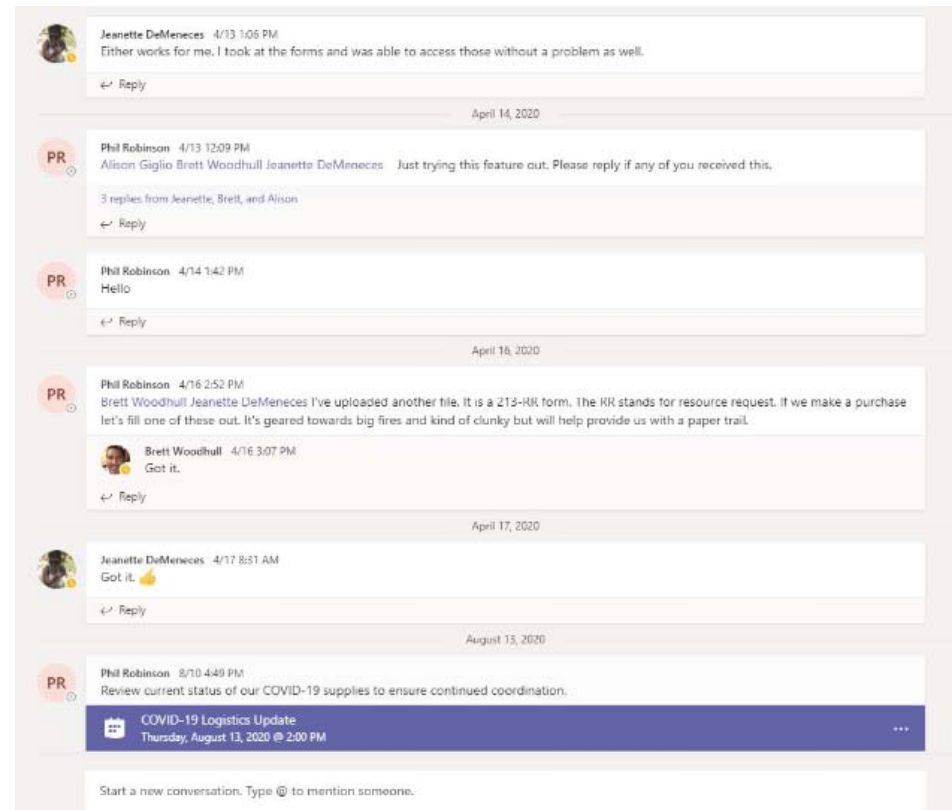 Jeanette DeMeneces 4/13 1:06 PM
Either works for me. I took at the forms and was able to access those without a problem as well.
↵ Reply
April 14, 2020
PR
Phil Robinson 4/13 12:09 PM
Alison Giglio Brett Woodhull Jeanette DeMeneces Just trying this feature out. Please reply if any of you received this.
3 replies from Jeanette, Brett, and Alison
↵ Reply
PR
Phil Robinson 4/14 1:42 PM
Hello
↵ Reply
April 16, 2020
PR
Phil Robinson 4/16 2:52 PM
Brett Woodhull Jeanette DeMeneces I've uploaded another file. It is a 213-RR form. The RR stands for resource request. If we make a purchase
let's fill one of these out. It's geared towards big fires and kind of clunky but will help provide us with a paper trail.
Brett Woodhull 4/16 3:07 PM
Got it.
↵ Reply
April 17, 2020
Jeanette DeMeneces 4/17 8:31 AM
Got it. 👍
↵ Reply
August 13, 2020
PR
Phil Robinson 8/10 4:49 PM
Review current status of our COVID-19 supplies to ensure continued coordination.
COVID-19 Logistics Update
Thursday, August 13, 2020 @ 2:00 PM
Start a new conversation. Type @ to mention someone.